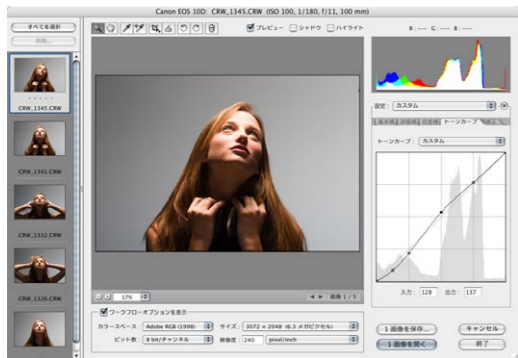 Canon EOS 10D: CRW_1345.CRW (ISO 100, 1/180, f/11, 100 mm)
すべてを選択
プレビュー シャドウ ハイライト
R: --- G: --- B: ---
CRW_1345.CRW
CRW_1343.CRW
CRW_1332.CRW
CRW_1326.CRW
設定: カスタム
トーンカーブ
トーンカーブ: カスタム
入力: 128 出力: 137
17%
画像 1 / 5
ワークフローオプションを表示
カラースペース: Adobe RGB (1998) サイズ: 3072 x 2048 (6.3 メガピクセル)
ビット数: 8 bit/チャンネル 解像度: 240 pixel/inch
1 画像を保存... キャンセル
1 画像を開く 終了